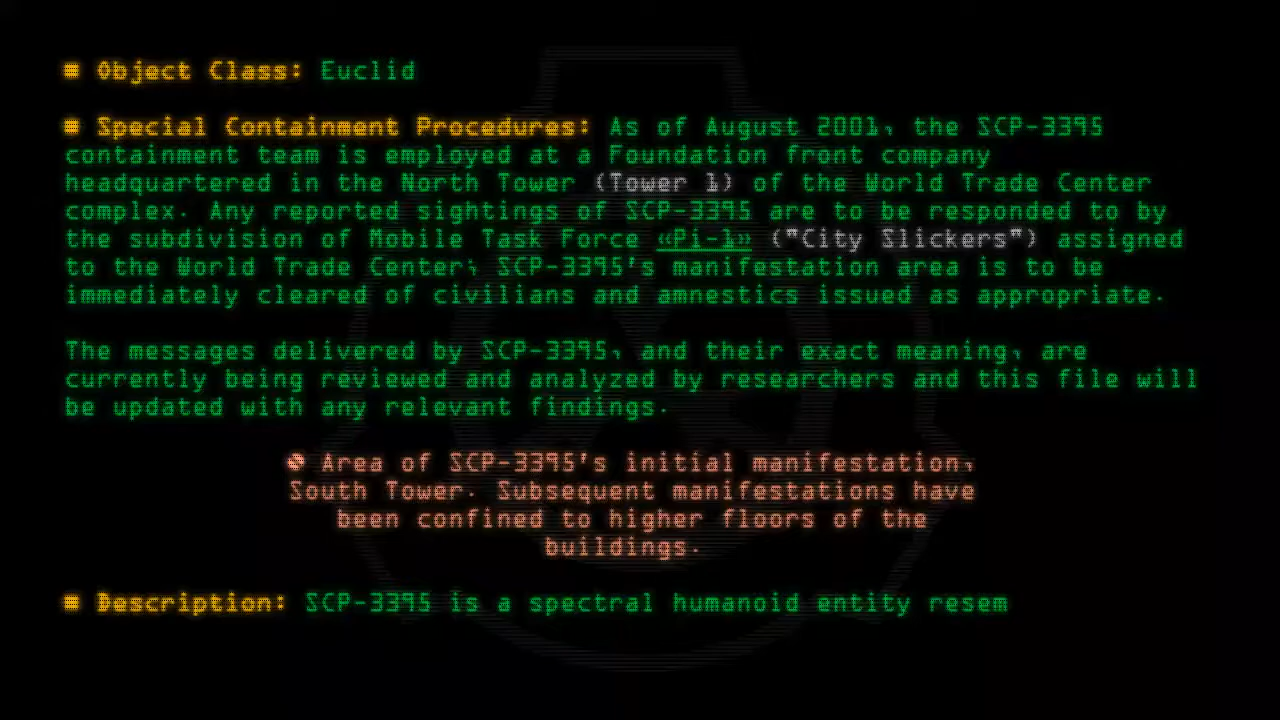 ■ Object Class: Euclid
■ Special Containment Procedures: As of August 2001, the SCP-3395
containment team is employed at a Foundation front company
headquartered in the North Tower (Tower 1) of the World Trade Center
complex. Any reported sightings of SCP-3395 are to be responded to by
the subdivision of Mobile Task Force «Pi-1» ("City Slickers") assigned
to the World Trade Center; SCP-3395's manifestation area is to be
immediately cleared of civilians and amnestics issued as appropriate.
The messages delivered by SCP-3395, and their exact meaning, are
currently being reviewed and analyzed by researchers and this file will
be updated with any relevant findings.
Area of SCP-3395's initial manifestation,
South Tower. Subsequent manifestations have
been confined to higher floors of the
buildings.
■ Description: SCP-3395 is a spectral humanoid entity resem